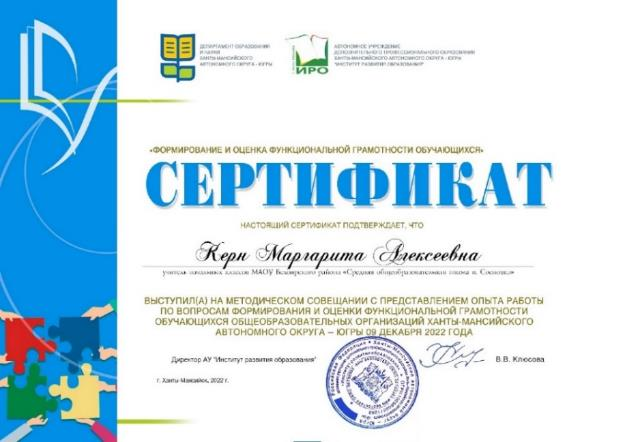 ДЕПАРТАМЕНТ ОБРАЗОВАНИЯ
И НАУКИ
ХАНТЫ-МАНСИЙСКОГО
АВТОНОМНОГО ОКРУГА - ЮГРЫ
ИРО
АВТОНОМНОЕ УЧРЕЖДЕНИЕ
ДОПОЛНИТЕЛЬНОГО ПРОФЕССИОНАЛЬНОГО ОБРАЗОВАНИЯ
ХАНТЫ-МАНСИЙСКОГО АВТОНОМНОГО ОКРУГА - ЮГРЫ
"ИНСТИТУТ РАЗВИТИЯ ОБРАЗОВАНИЯ"
«ФОРМИРОВАНИЕ И ОЦЕНКА ФУНКЦИОНАЛЬНОЙ ГРАМОТНОСТИ ОБУЧАЮЩИХСЯ»
СЕРТИФИКАТ
НАСТОЯЩИЙ СЕРТИФИКАТ ПОДТВЕРЖДАЕТ, ЧТО
Керн Маргарита Алексеевна
учитель начальных классов МАОУ Белоярского района «Средняя общеобразовательная школа п. Сосновка»
ВЫСТУПИЛ(А) НА МЕТОДИЧЕСКОМ СОВЕЩАНИИ С ПРЕДСТАВЛЕНИЕМ ОПЫТА РАБОТЫ
ПО ВОПРОСАМ ФОРМИРОВАНИЯ И ОЦЕНКИ ФУНКЦИОНАЛЬНОЙ ГРАМОТНОСТИ
ОБУЧАЮЩИХСЯ ОБЩЕОБРАЗОВАТЕЛЬНЫХ ОРГАНИЗАЦИЙ ХАНТЫ-МАНСИЙСКОГО
АВТОНОМНОГО ОКРУГА – ЮГРЫ 09 ДЕКАБРЯ 2022 ГОДА
Директор АУ "Институт развития образования"
В.В. Клюсова
г. Ханты-Мансийск, 2022 г.